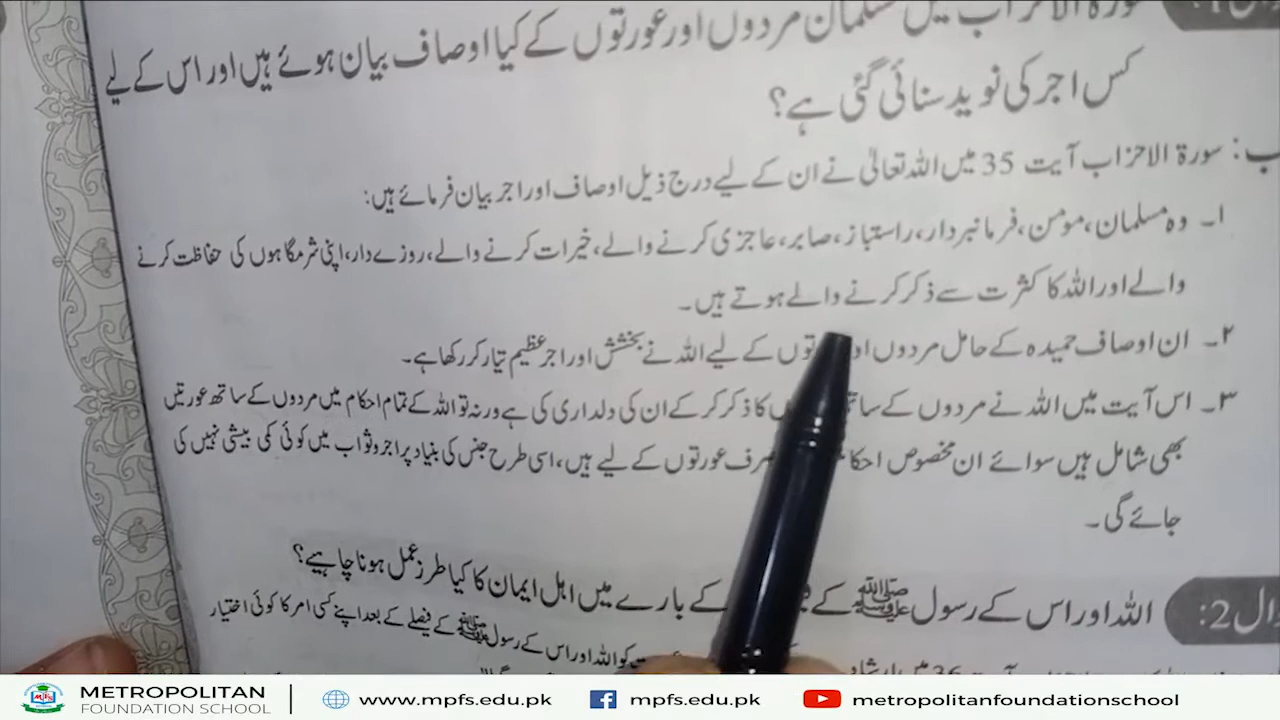 سورۃ الاحزاب میں مسلمان مردوں اور عورتوں کے کیا اوصاف بیان ہوئے ہیں اور اس کے لیے
کس اجر کی نوید سنائی گئی ہے؟
سورۃ الاحزاب آیت 35 میں اللہ تعالیٰ نے ان کے لیے درج ذیل اوصاف اور اجر بیان فرمائے ہیں:
۱۔ وہ مسلمان، مومن، فرمانبردار، راستباز، صابر، عاجزی کرنے والے، خیرات کرنے والے، روزے دار، اپنی شرمگاہوں کی حفاظت کرنے
والے اور اللہ کا کثرت سے ذکر کرنے والے ہوتے ہیں۔
۲۔ ان اوصاف حمیدہ کے حامل مردوں کے لیے اللہ نے بخشش اور اجر عظیم تیار کر رکھا ہے۔
۳۔ اس آیت میں اللہ نے مردوں کے کا ذکر کر کے ان کی دلداری کی ہے ورنہ تو اللہ کے تمام احکام میں مردوں کے ساتھ عورتیں
بھی شامل ہیں سوائے ان مخصوص عورتوں کے لیے ہیں، اسی طرح جنس کی بنیاد پر اجر و ثواب میں کوئی کمی بیشی نہیں کی
جائے گی۔
2: اللہ اور اس کے رسول ﷺ کے کے بارے میں اہل ایمان کا کیا طرز عمل ہونا چاہیے؟
کو اللہ اور اس کے رسول ﷺ کے فیصلے کے بعد اپنے کسی امر کا کوئی اختیار
METROPOLITAN
FOUNDATION SCHOOL
www.mpfs.edu.pk
mpfs.edu.pk
metropolitanfoundationschool